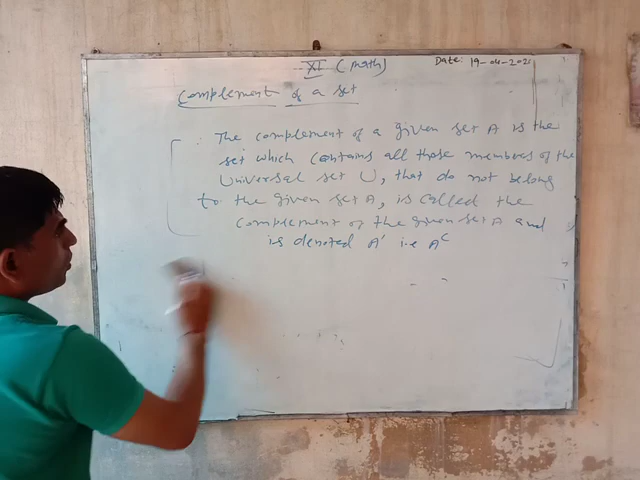 XI (Math)
Date: 19-04-2021
Complement of a set
: The complement of a given set A is the
set which contains all those members of the
Universal set U, that do not belong
to the given set A, is called the
complement of the given set A and
is denoted A' i.e A^c